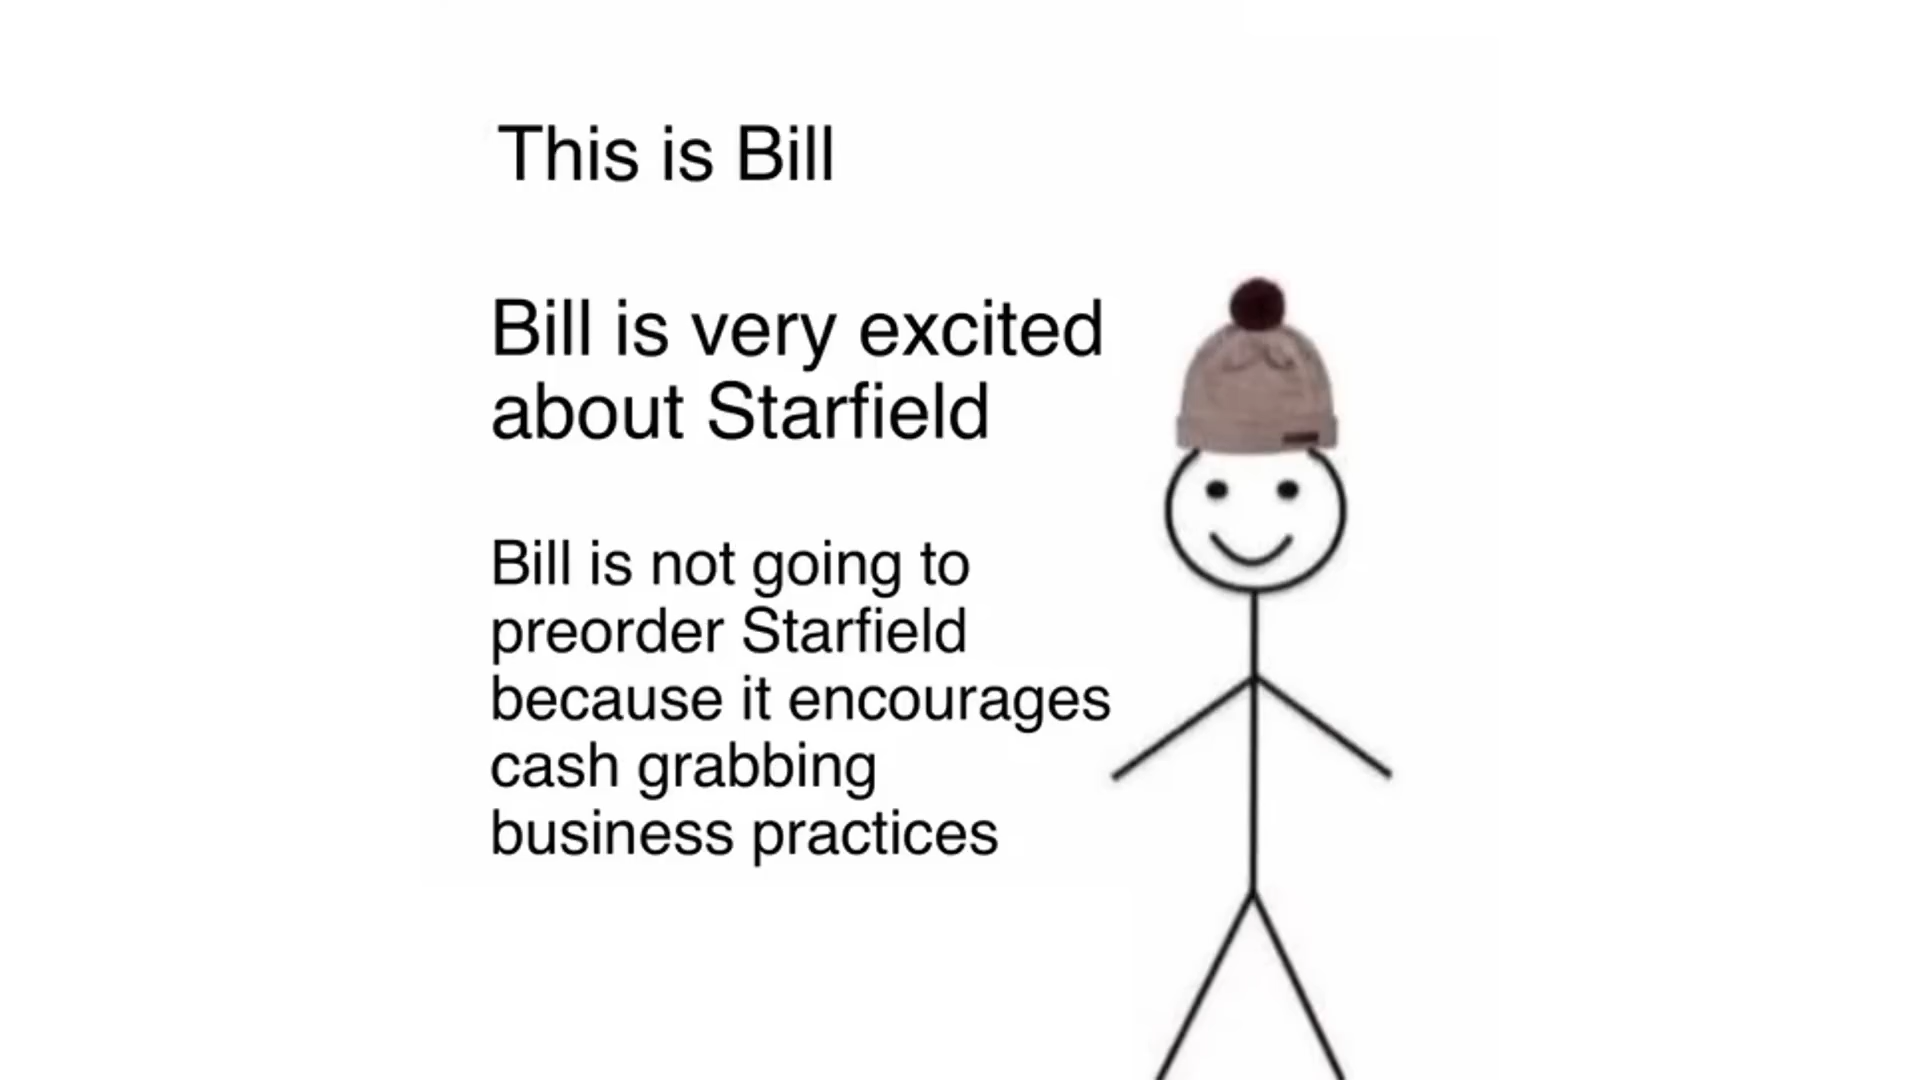 This is Bill
Bill is very excited
about Starfield
Bill is not going to
preorder Starfield
because it encourages
cash grabbing
business practices